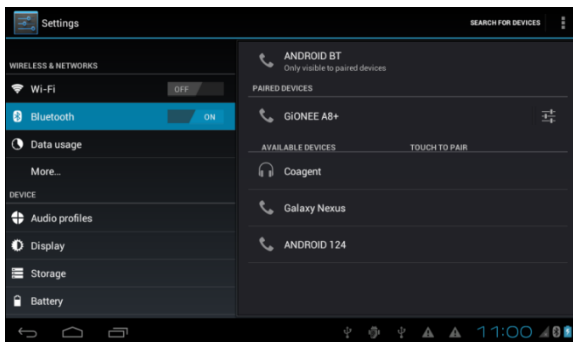 Settings
SEARCH FOR DEVICES
WIRELESS & NETWORKS
Wi-Fi
OFF
Bluetooth
ON
Data usage
More...
DEVICE
Audio profiles
Display
Storage
Battery
ANDROID BT
Only visible to paired devices
PAIRED DEVICES
GiONEE A8+
AVAILABLE DEVICES TOUCH TO PAIR
Coagent
Galaxy Nexus
ANDROID 124
11:00